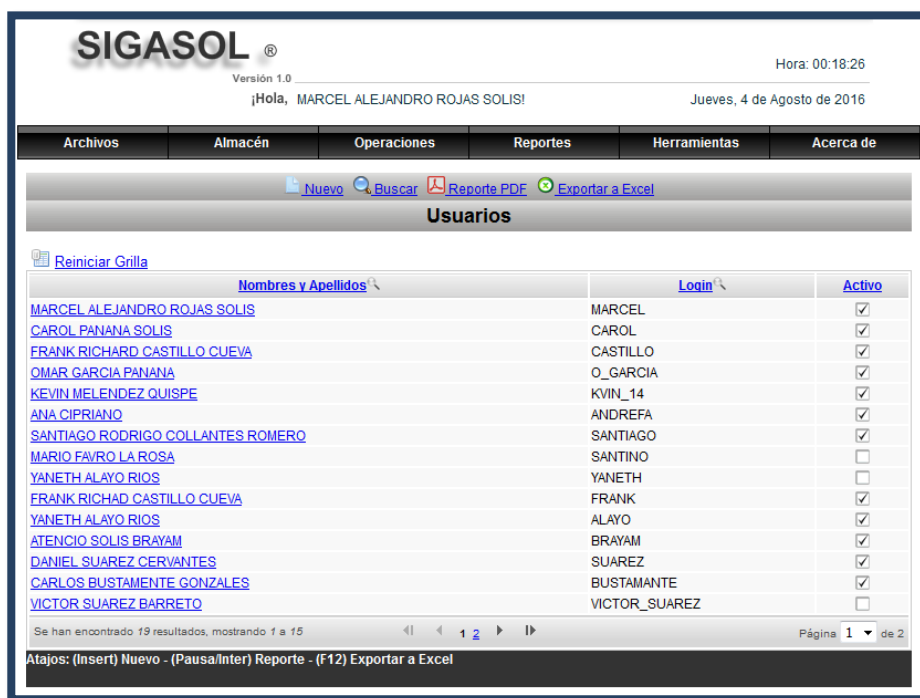 SIGASOL ®
Versión 1.0
Hora: 00:18:26
¡Hola, MARCEL ALEJANDRO ROJAS SOLIS!
Jueves, 4 de Agosto de 2016
Archivos Almacén Operaciones Reportes Herramientas Acerca de
Nuevo Buscar Reporte PDF Exportar a Excel
Usuarios
Reiniciar Grilla
Nombres y Apellidos Login Activo
MARCEL ALEJANDRO ROJAS SOLIS MARCEL
CAROL PANANA SOLIS CAROL
FRANK RICHARD CASTILLO CUEVA CASTILLO
OMAR GARCIA PANANA O_GARCIA
KEVIN MELENDEZ QUISPE KVIN_14
ANA CIPRIANO ANDREFA
SANTIAGO RODRIGO COLLANTES ROMERO SANTIAGO
MARIO FAVRO LA ROSA SANTINO
YANETH ALAYO RIOS YANETH
FRANK RICHAD CASTILLO CUEVA FRANK
YANETH ALAYO RIOS ALAYO
ATENCIO SOLIS BRAYAM BRAYAM
DANIEL SUAREZ CERVANTES SUAREZ
CARLOS BUSTAMENTE GONZALES BUSTAMANTE
VICTOR SUAREZ BARRETO VICTOR_SUAREZ
Se han encontrado 19 resultados, mostrando 1 a 15 1 2 Página 1 de 2
Atajos: (Insert) Nuevo - (Pausa/Inter) Reporte - (F12) Exportar a Excel